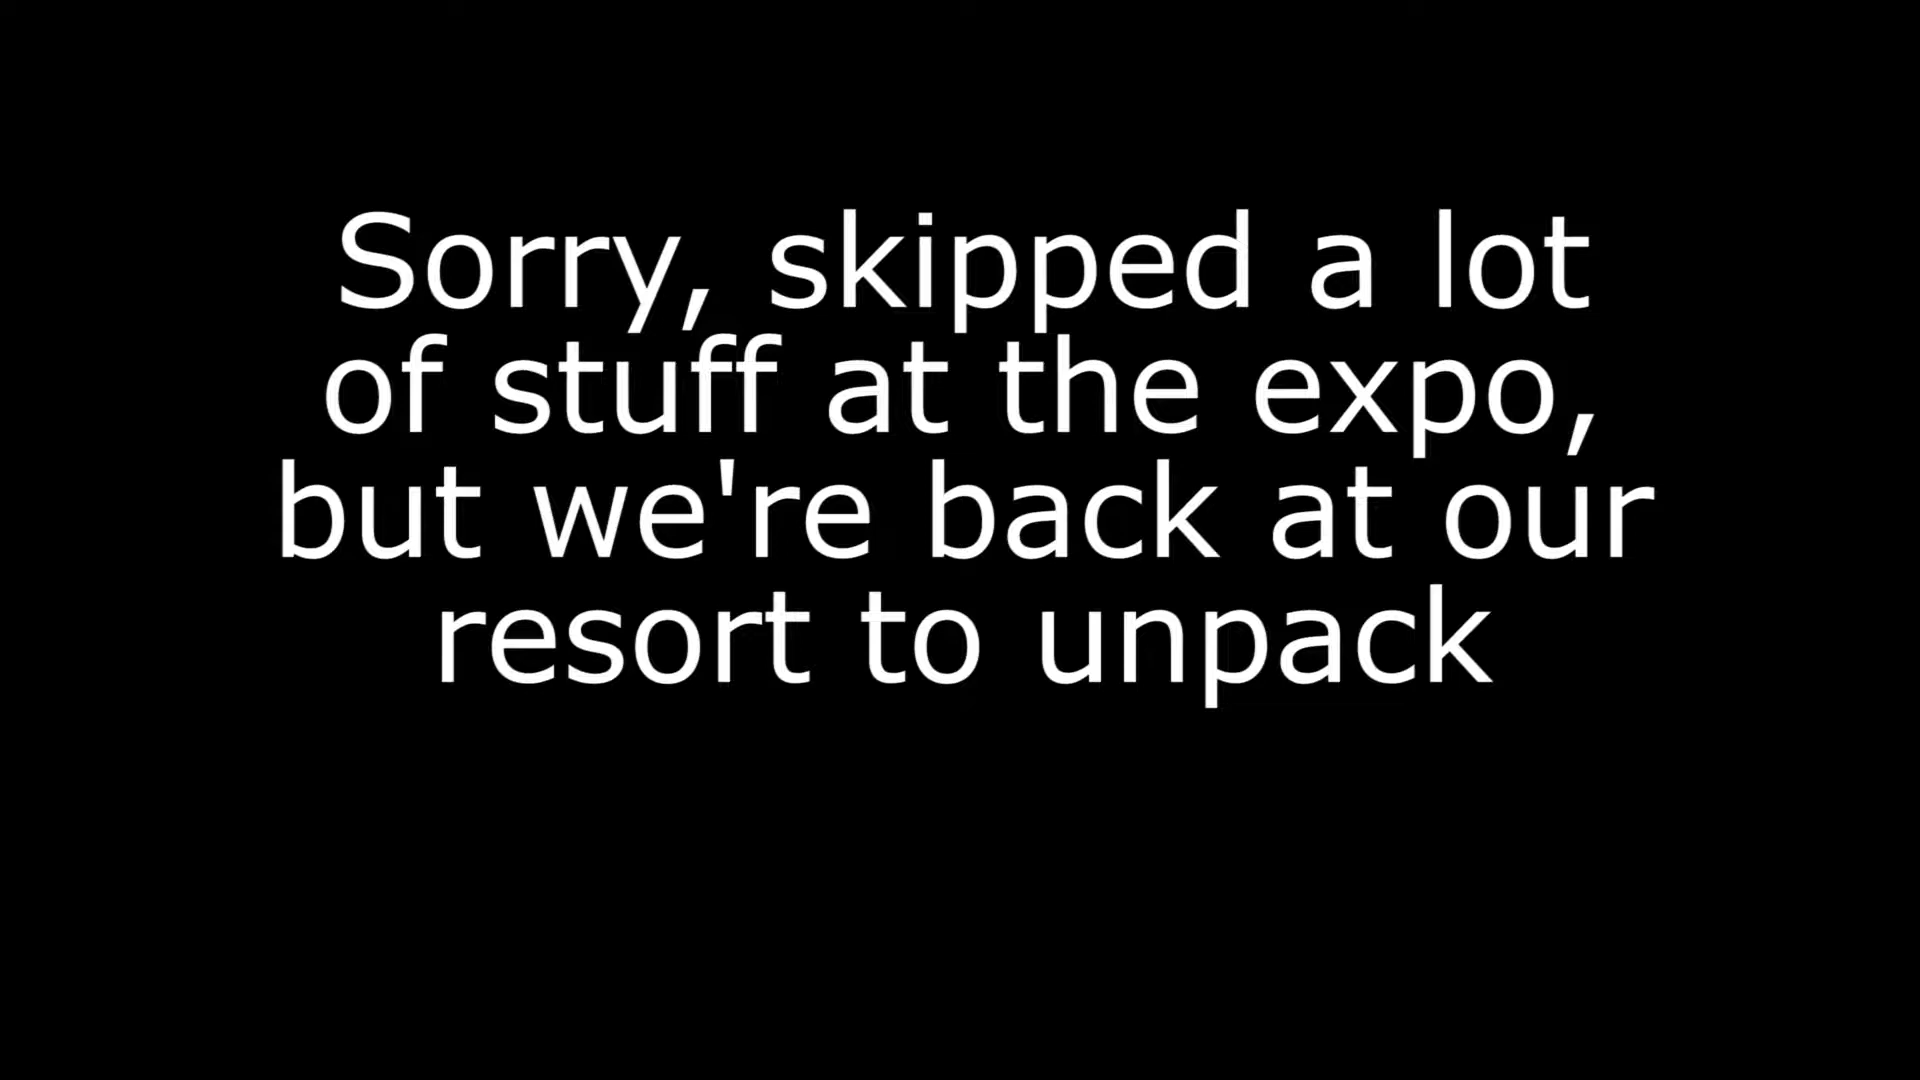 Sorry, skipped a lot
of stuff at the expo,
but we're back at our
resort to unpack